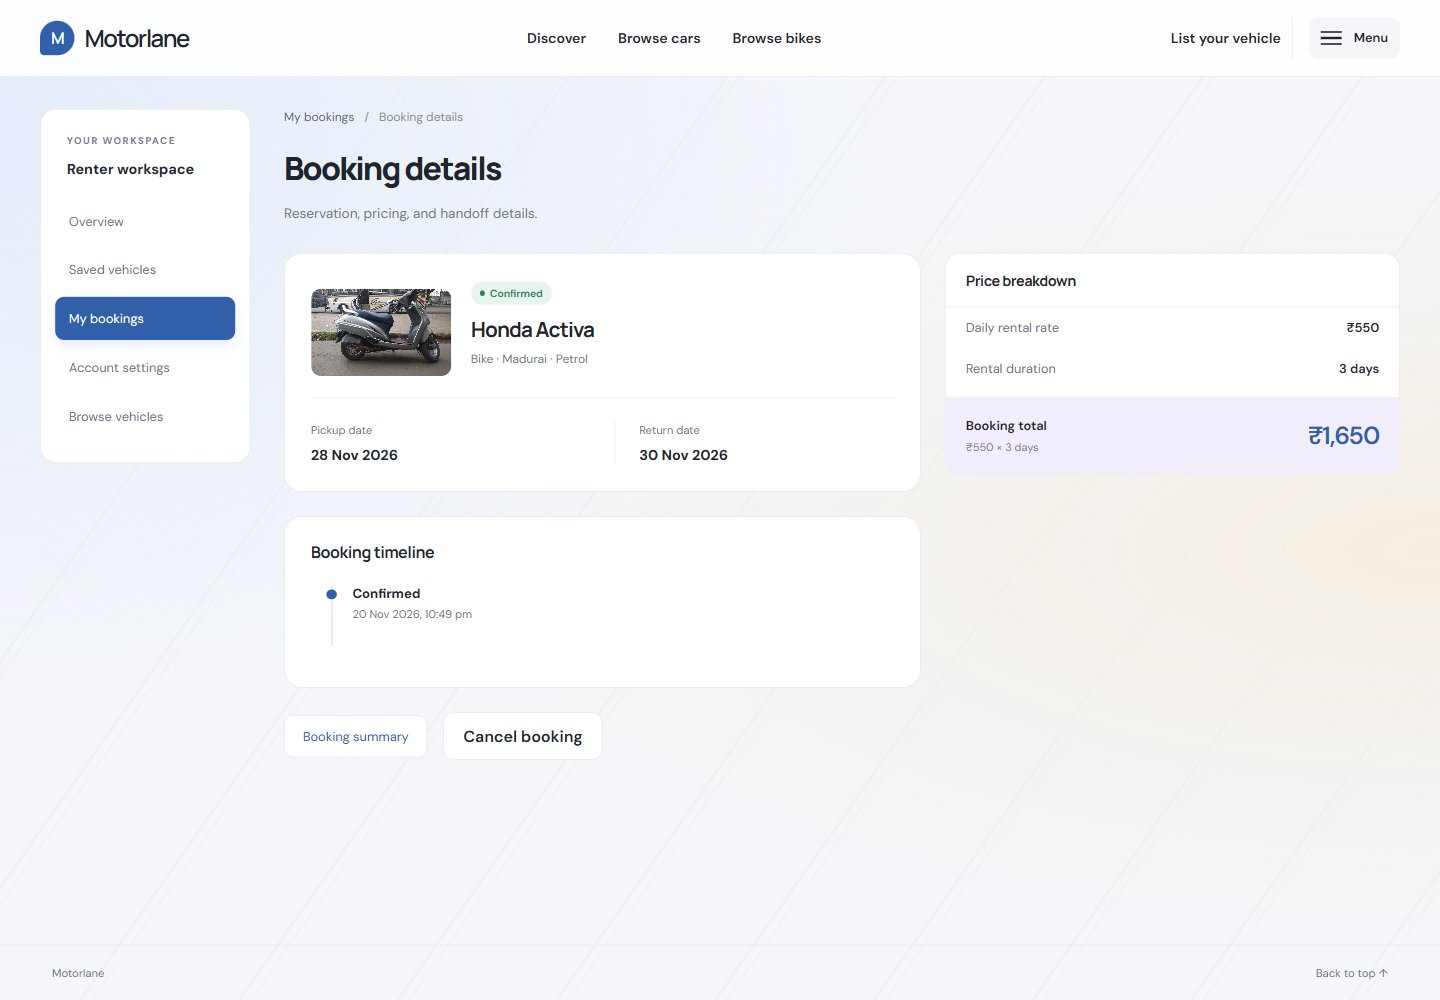 M Motorlane
Discover
Browse cars
Browse bikes
List your vehicle
Menu
YOUR WORKSPACE
Renter workspace
Overview
Saved vehicles
My bookings
Account settings
Browse vehicles
My bookings / Booking details
Booking details
Reservation, pricing, and handoff details.
Confirmed
Honda Activa
Bike · Madurai · Petrol
Pickup date
28 Nov 2026
Return date
30 Nov 2026
Price breakdown
Daily rental rate ₹550
Rental duration 3 days
Booking total
₹550 × 3 days
₹1,650
Booking timeline
Confirmed
20 Nov 2026, 10:49 pm
Booking summary
Cancel booking
Motorlane
Back to top ↑